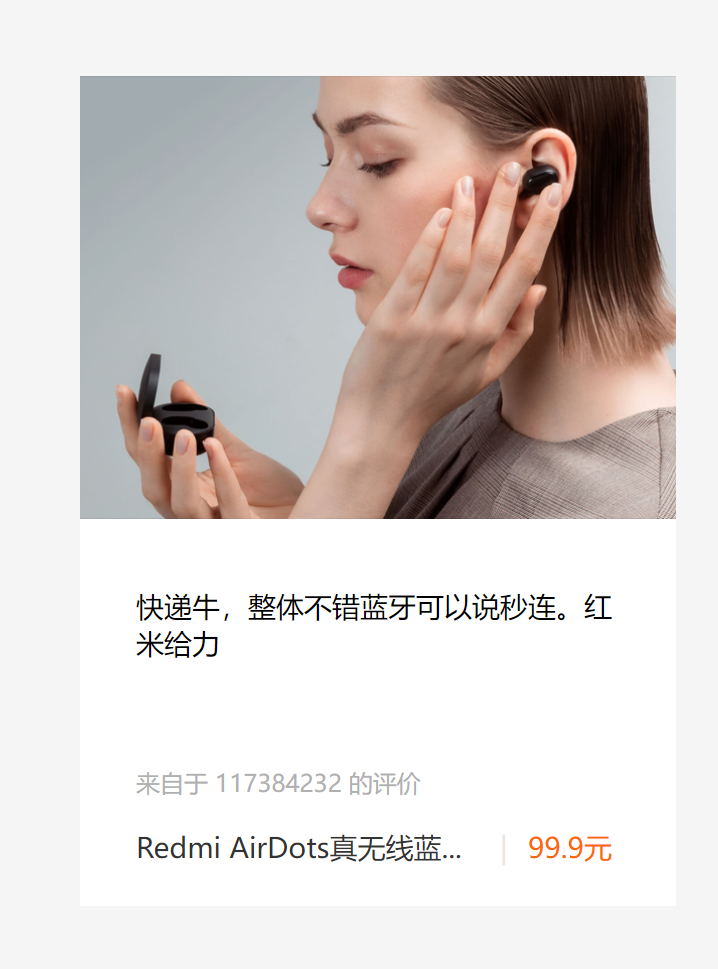 快递牛，整体不错蓝牙可以说秒连。红
米给力
来自于 117384232 的评价
Redmi AirDots真无线蓝... | 99.9元